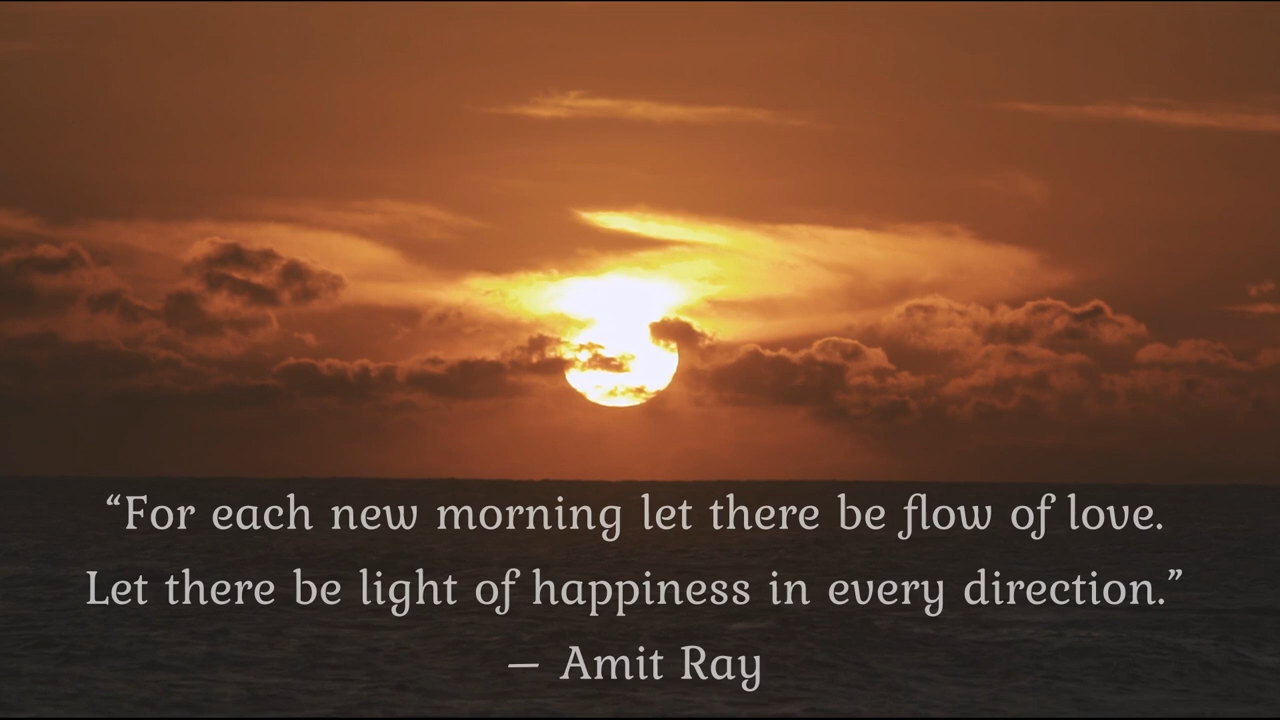 “For each new morning let there be flow of love.
Let there be light of happiness in every direction.”
— Amit Ray